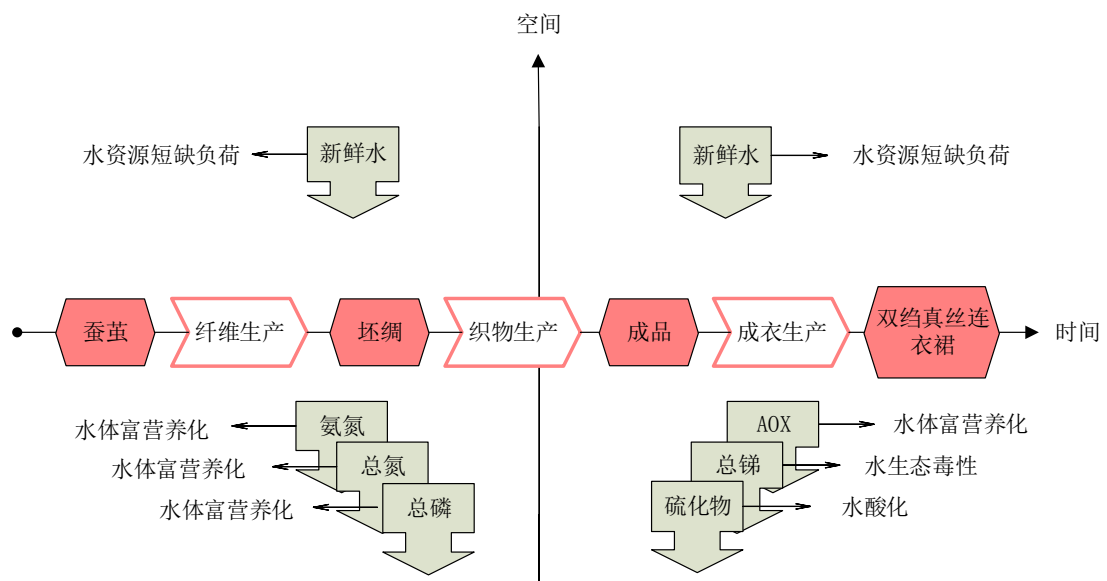 空间
水资源短缺负荷
新鲜水
新鲜水
水资源短缺负荷
蚕茧
纤维生产
坯绸
织物生产
成品
成衣生产
双绉真丝连
衣裙
时间
水体富营养化
氨氮
AOX
水体富营养化
水体富营养化
总氮
总锑
水生态毒性
水体富营养化
总磷
硫化物
水酸化